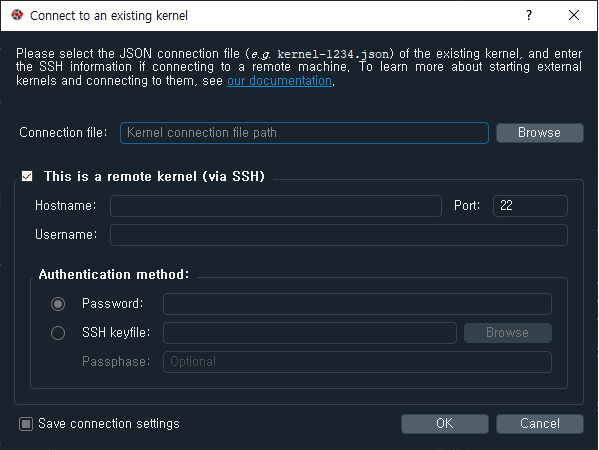 Connect to an existing kernel
Please select the JSON connection file (e.g. kernel-1234.json) of the existing kernel, and enter
the SSH information if connecting to a remote machine. To learn more about starting external
kernels and connecting to them, see our documentation.
Connection file: Kernel connection file path Browse
This is a remote kernel (via SSH)
Hostname: Port: 22
Username:
Authentication method:
Password:
SSH keyfile: Browse
Passphase: Optional
Save connection settings OK Cancel